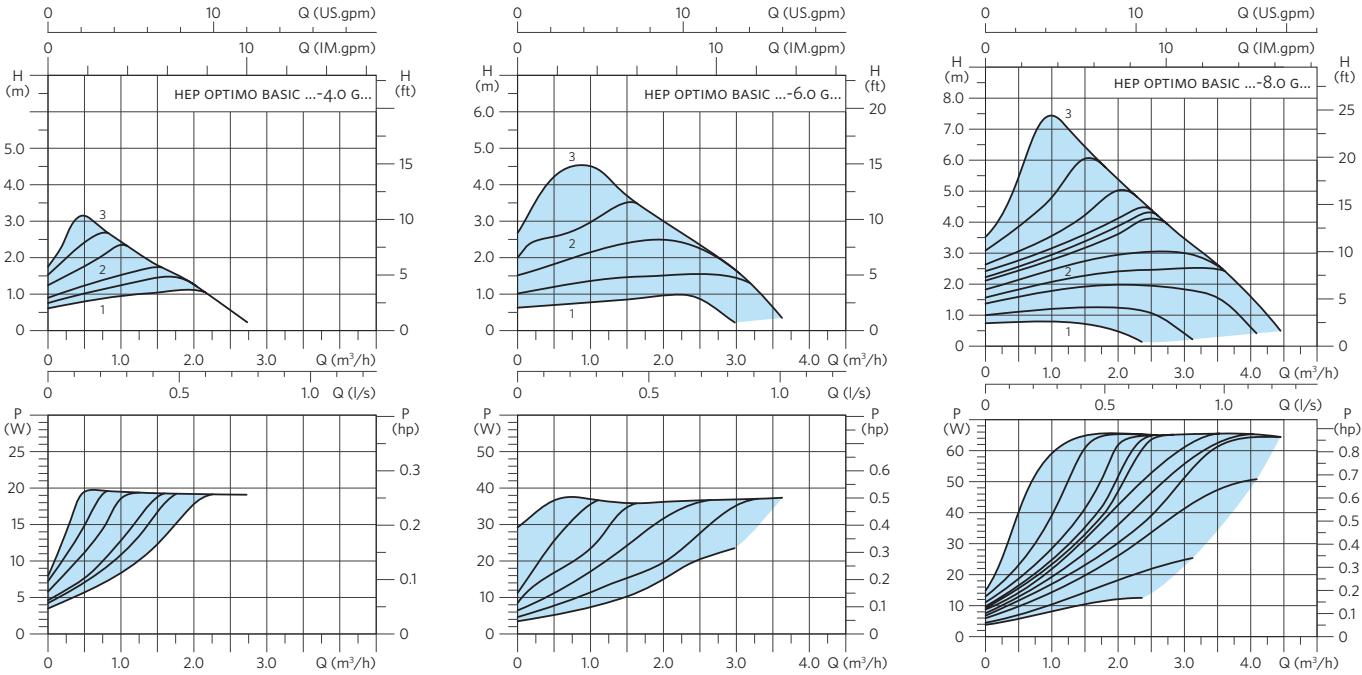 0 10 Q (US.gpm)
0 10 Q (IM.gpm)
H (m) H (ft)
HEP OPTIMO BASIC ...-4.0 G...
5.0 15
4.0
3.0 3 10
2.0 2 5
1.0 1
0 0
0 1.0 2.0 3.0 Q (m³/h)
0 0.5 1.0 Q (l/s)
P (W) P (hp)
25
0.3
20
15 0.2
10
0.1
5
0 0
0 1.0 2.0 3.0 Q (m³/h)
0 10 Q (US.gpm)
0 10 Q (IM.gpm)
H (m) H (ft)
HEP OPTIMO BASIC ...-6.0 G...
6.0 20
5.0
3 15
4.0
3.0 10
2
2.0 5
1.0 1
0 0
0 1.0 2.0 3.0 4.0 Q (m³/h)
0 0.5 1.0 Q (l/s)
P (W) P (hp)
50
0.6
40
0.5
30 0.4
0.3
20
0.2
10 0.1
0 0
0 1.0 2.0 3.0 4.0 Q (m³/h)
0 10 Q (US.gpm)
0 10 Q (IM.gpm)
H (m) H (ft)
HEP OPTIMO BASIC ...-8.0 G...
8.0 25
7.0 3
6.0 20
5.0 15
4.0
3.0 10
2
2.0 5
1.0 1
0 0
0 1.0 2.0 3.0 4.0 Q (m³/h)
0 0.5 1.0 Q (l/s)
P (W) P (hp)
60 0.8
0.7
50 0.6
40 0.5
0.4
30 0.3
20 0.2
10 0.1
0 0
0 1.0 2.0 3.0 4.0 Q (m³/h)